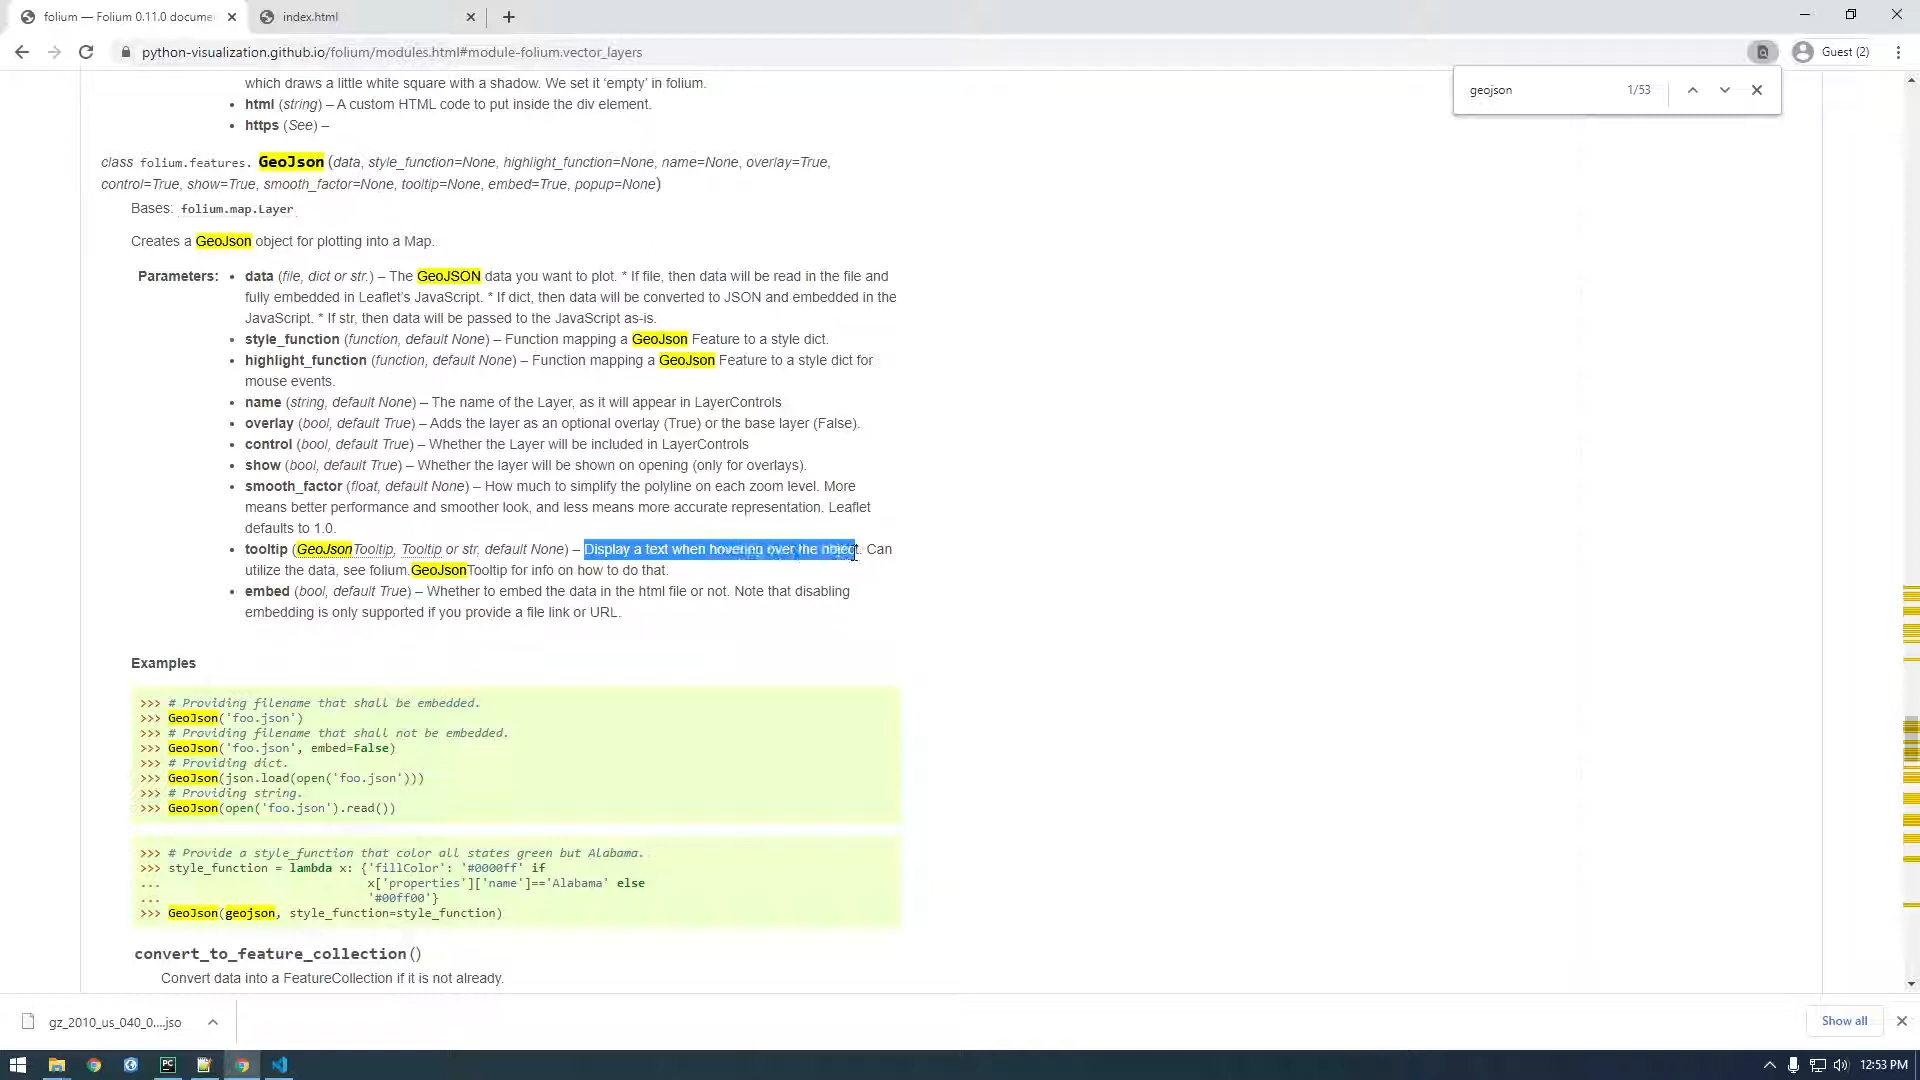 folium — Folium 0.11.0 docume
index.html
python-visualization.github.io/folium/modules.html#module-folium.vector_layers
Guest (2)
geojson
1/53
which draws a little white square with a shadow. We set it ‘empty’ in folium.
• html (string) – A custom HTML code to put inside the div element.
• https (See) –
class folium.features. GeoJson (data, style_function=None, highlight_function=None, name=None, overlay=True,
control=True, show=True, smooth_factor=None, tooltip=None, embed=True, popup=None)
Bases: folium.map.Layer
Creates a GeoJson object for plotting into a Map.
Parameters: • data (file, dict or str.) – The GeoJSON data you want to plot. * If file, then data will be read in the file and
fully embedded in Leaflet’s JavaScript. * If dict, then data will be converted to JSON and embedded in the
JavaScript. * If str, then data will be passed to the JavaScript as-is.
• style_function (function, default None) – Function mapping a GeoJson Feature to a style dict.
• highlight_function (function, default None) – Function mapping a GeoJson Feature to a style dict for
mouse events.
• name (string, default None) – The name of the Layer, as it will appear in LayerControls
• overlay (bool, default True) – Adds the layer as an optional overlay (True) or the base layer (False).
• control (bool, default True) – Whether the Layer will be included in LayerControls
• show (bool, default True) – Whether the layer will be shown on opening (only for overlays).
• smooth_factor (float, default None) – How much to simplify the polyline on each zoom level. More
means better performance and smoother look, and less means more accurate representation. Leaflet
defaults to 1.0.
• tooltip (GeoJsonTooltip, Tooltip or str, default None) – Display a text when hovering over the object. Can
utilize the data, see folium.GeoJsonTooltip for info on how to do that.
• embed (bool, default True) – Whether to embed the data in the html file or not. Note that disabling
embedding is only supported if you provide a file link or URL.
Examples
>>> # Providing filename that shall be embedded.
>>> GeoJson('foo.json')
>>> # Providing filename that shall not be embedded.
>>> GeoJson('foo.json', embed=False)
>>> # Providing dict.
>>> GeoJson(json.load(open('foo.json')))
>>> # Providing string.
>>> GeoJson(open('foo.json').read())
>>> # Provide a style_function that color all states green but Alabama.
>>> style_function = lambda x: {'fillColor': '#0000ff' if
... x['properties']['name']=='Alabama' else
... '#00ff00'}
>>> GeoJson(geojson, style_function=style_function)
convert_to_feature_collection()
Convert data into a FeatureCollection if it is not already.
gz_2010_us_040_0....jso
Show all
PC
12:53 PM